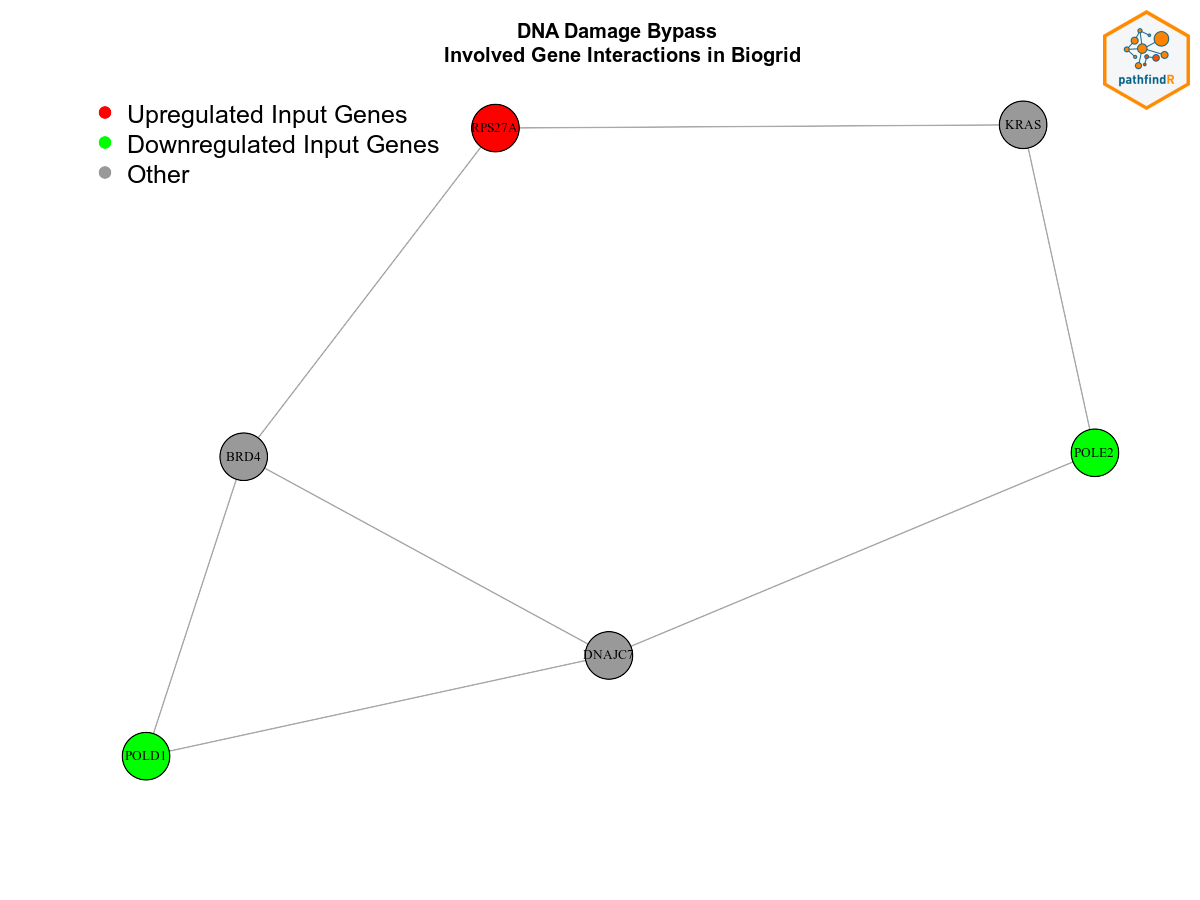 DNA Damage Bypass
Involved Gene Interactions in Biogrid
pathfindR
Upregulated Input Genes
Downregulated Input Genes
Other
RPS27A
KRAS
BRD4
POLE2
DNAJC7
POLD1